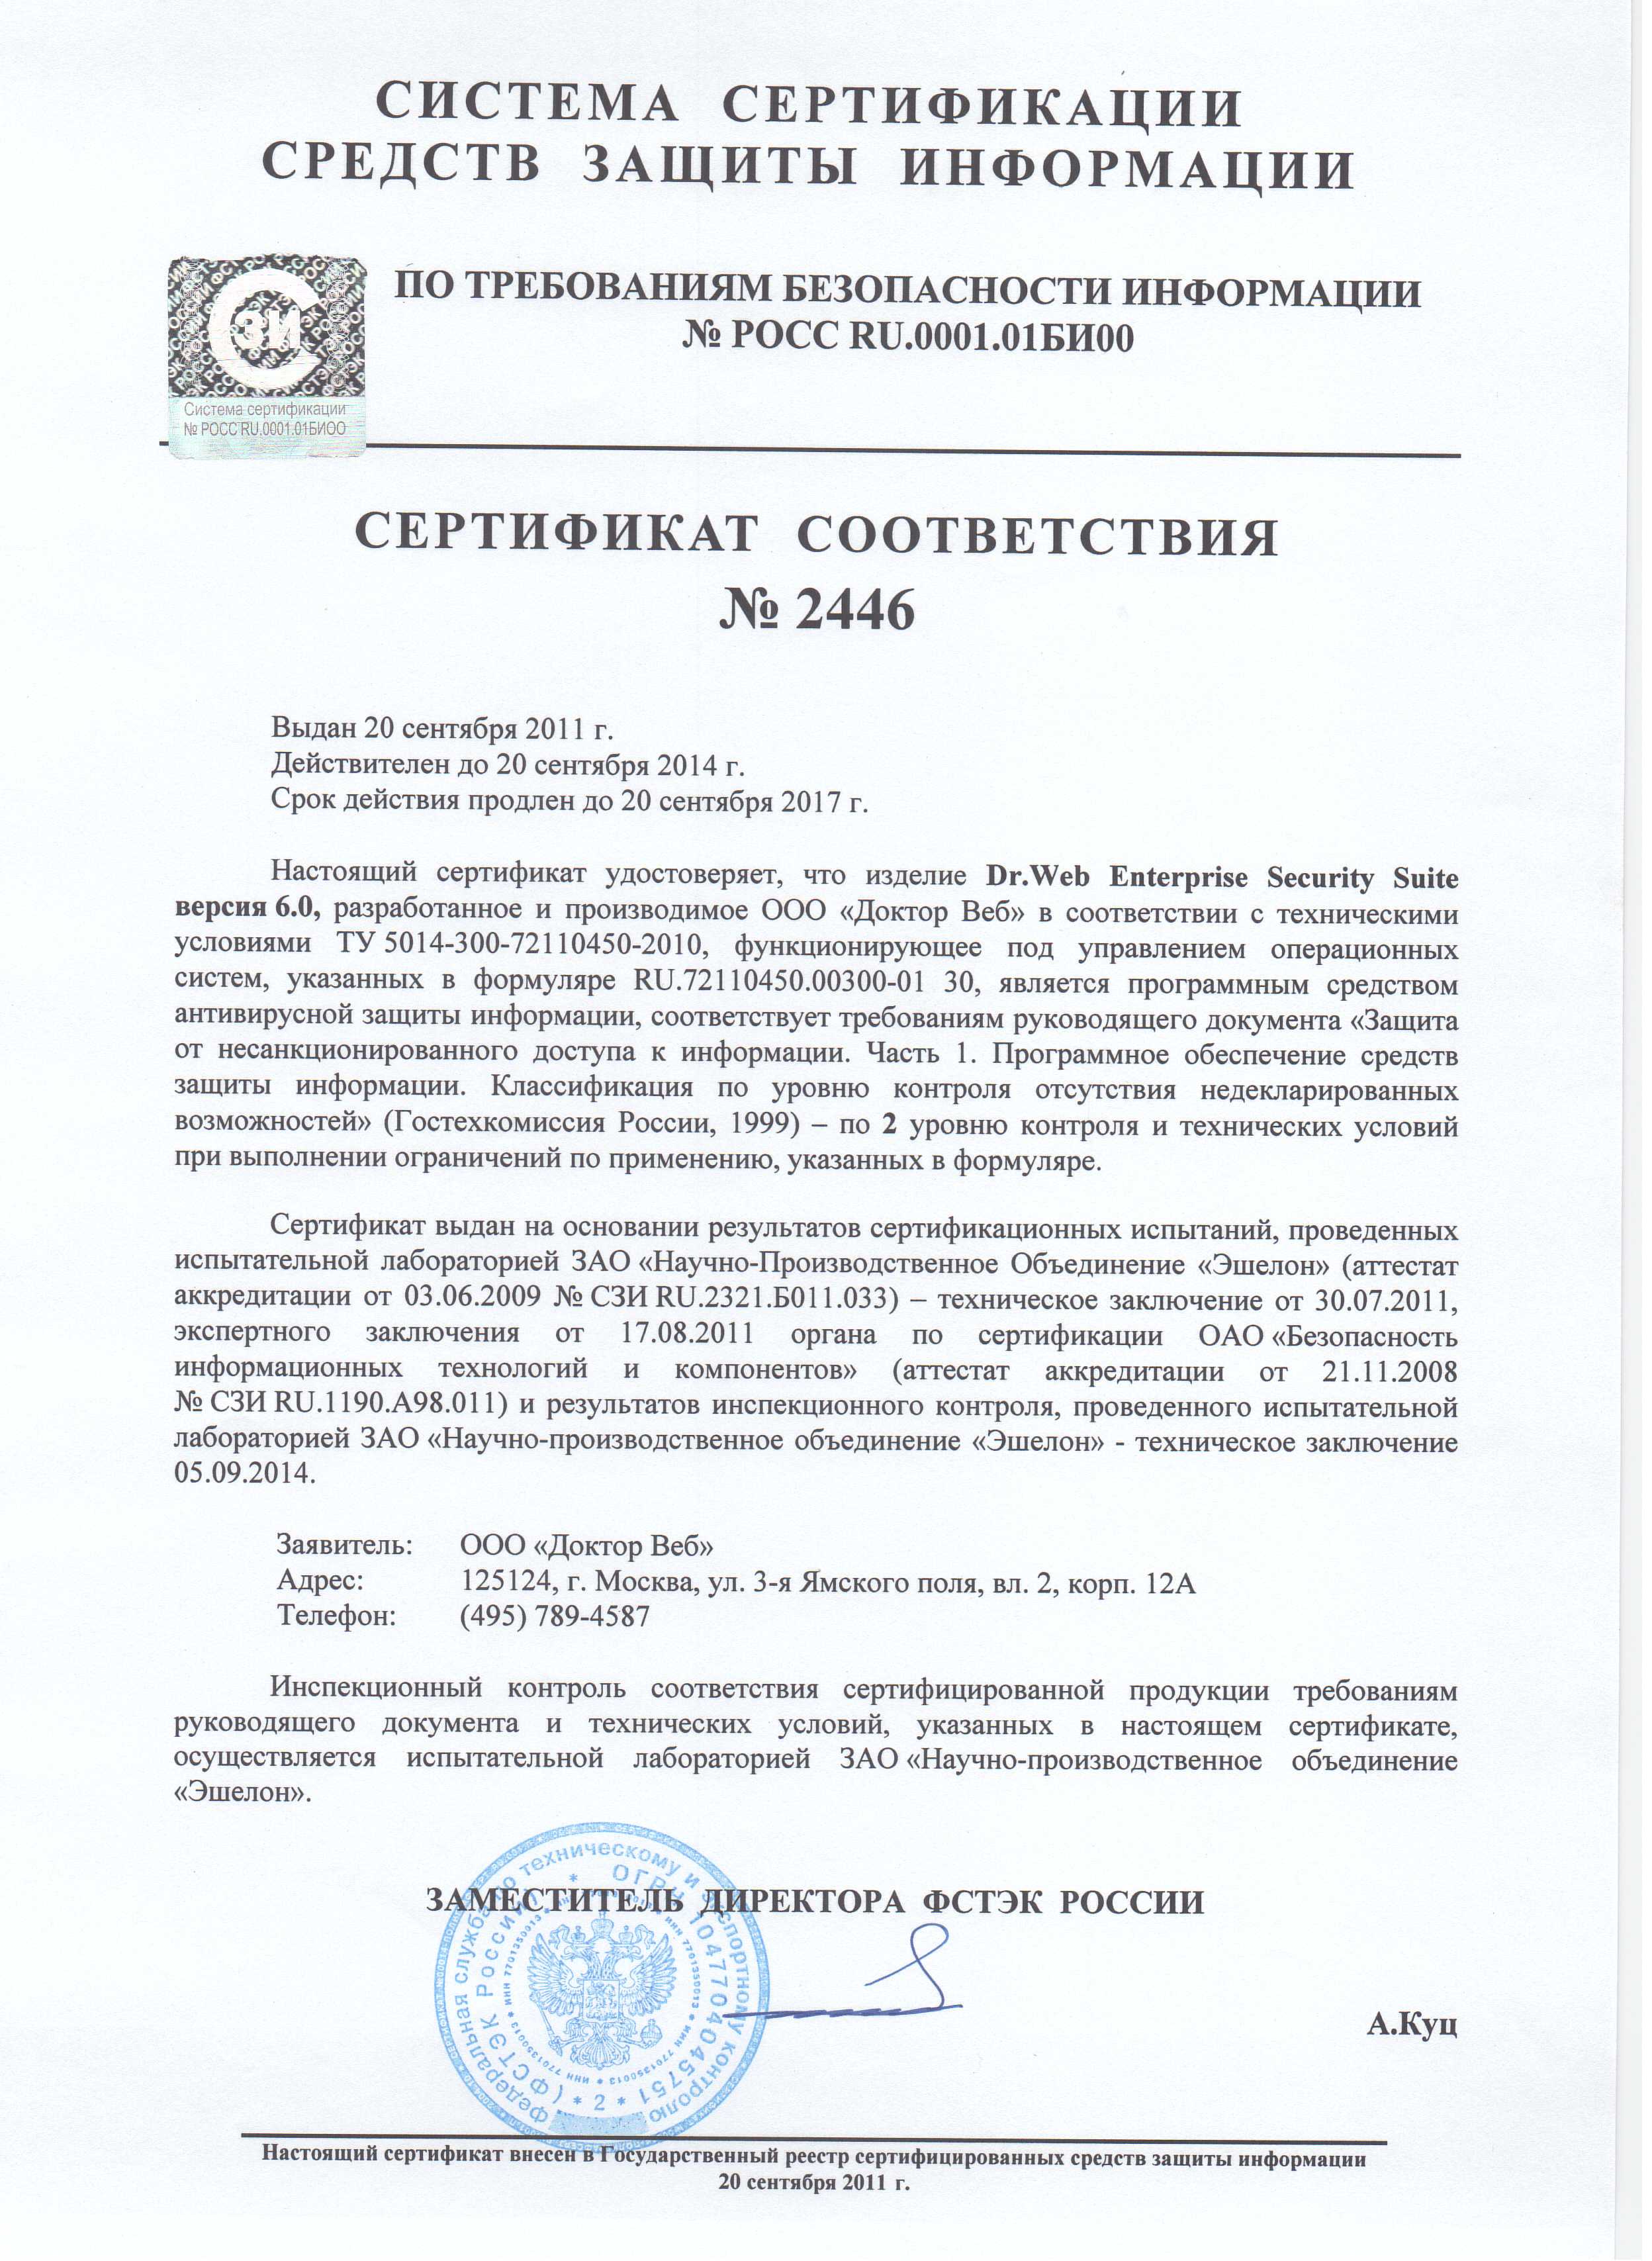 СИСТЕМА СЕРТИФИКАЦИИ
СРЕДСТВ ЗАЩИТЫ ИНФОРМАЦИИ
ПО ТРЕБОВАНИЯМ БЕЗОПАСНОСТИ ИНФОРМАЦИИ
№ РОСС RU.0001.01БИ00
СЗИ
Система сертификации
№ РОСС RU.0001.01БИ00
СЕРТИФИКАТ СООТВЕТСТВИЯ
№ 2446
Выдан 20 сентября 2011 г.
Действителен до 20 сентября 2014 г.
Срок действия продлен до 20 сентября 2017 г.
Настоящий сертификат удостоверяет, что изделие Dr.Web Enterprise Security Suite
версия 6.0, разработанное и производимое ООО «Доктор Веб» в соответствии с техническими
условиями ТУ 5014-300-72110450-2010, функционирующее под управлением операционных
систем, указанных в формуляре RU.72110450.00300-01 30, является программным средством
антивирусной защиты информации, соответствует требованиям руководящего документа «Защита
от несанкционированного доступа к информации. Часть 1. Программное обеспечение средств
защиты информации. Классификация по уровню контроля отсутствия недекларированных
возможностей» (Гостехкомиссия России, 1999) – по 2 уровню контроля и технических условий
при выполнении ограничений по применению, указанных в формуляре.
Сертификат выдан на основании результатов сертификационных испытаний, проведенных
испытательной лабораторией ЗАО «Научно-Производственное Объединение «Эшелон» (аттестат
аккредитации от 03.06.2009 № СЗИ RU.2321.Б011.033) – техническое заключение от 30.07.2011,
экспертного заключения от 17.08.2011 органа по сертификации ОАО «Безопасность
информационных технологий и компонентов» (аттестат аккредитации от 21.11.2008
№ СЗИ RU.1190.А98.011) и результатов инспекционного контроля, проведенного испытательной
лабораторией ЗАО «Научно-производственное объединение «Эшелон» - техническое заключение
05.09.2014.
Заявитель: ООО «Доктор Веб»
Адрес: 125124, г. Москва, ул. 3-я Ямского поля, вл. 2, корп. 12А
Телефон: (495) 789-4587
Инспекционный контроль соответствия сертифицированной продукции требованиям
руководящего документа и технических условий, указанных в настоящем сертификате,
осуществляется испытательной лабораторией ЗАО «Научно-производственное объединение
«Эшелон».
ЗАМЕСТИТЕЛЬ ДИРЕКТОРА ФСТЭК РОССИИ
Федеральная служба по техническому и экспортному контролю
(ФСТЭК РОССИИ) * ОГРН 1047704045751 * 2 *
ИНН 7701350013 * ИНН 7701350013 * ИНН 7701350013
А.Куц
Настоящий сертификат внесен в Государственный реестр сертифицированных средств защиты информации
20 сентября 2011 г.